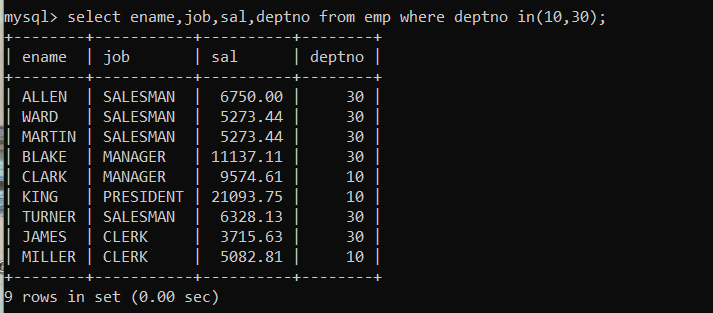 mysql> select ename,job,sal,deptno from emp where deptno in(10,30);
+--------+-----------+----------+--------+
| ename  | job       | sal      | deptno |
+--------+-----------+----------+--------+
| ALLEN  | SALESMAN  |  6750.00 |     30 |
| WARD   | SALESMAN  |  5273.44 |     30 |
| MARTIN | SALESMAN  |  5273.44 |     30 |
| BLAKE  | MANAGER   | 11137.11 |     30 |
| CLARK  | MANAGER   |  9574.61 |     10 |
| KING   | PRESIDENT | 21093.75 |     10 |
| TURNER | SALESMAN  |  6328.13 |     30 |
| JAMES  | CLERK     |  3715.63 |     30 |
| MILLER | CLERK     |  5082.81 |     10 |
+--------+-----------+----------+--------+
9 rows in set (0.00 sec)